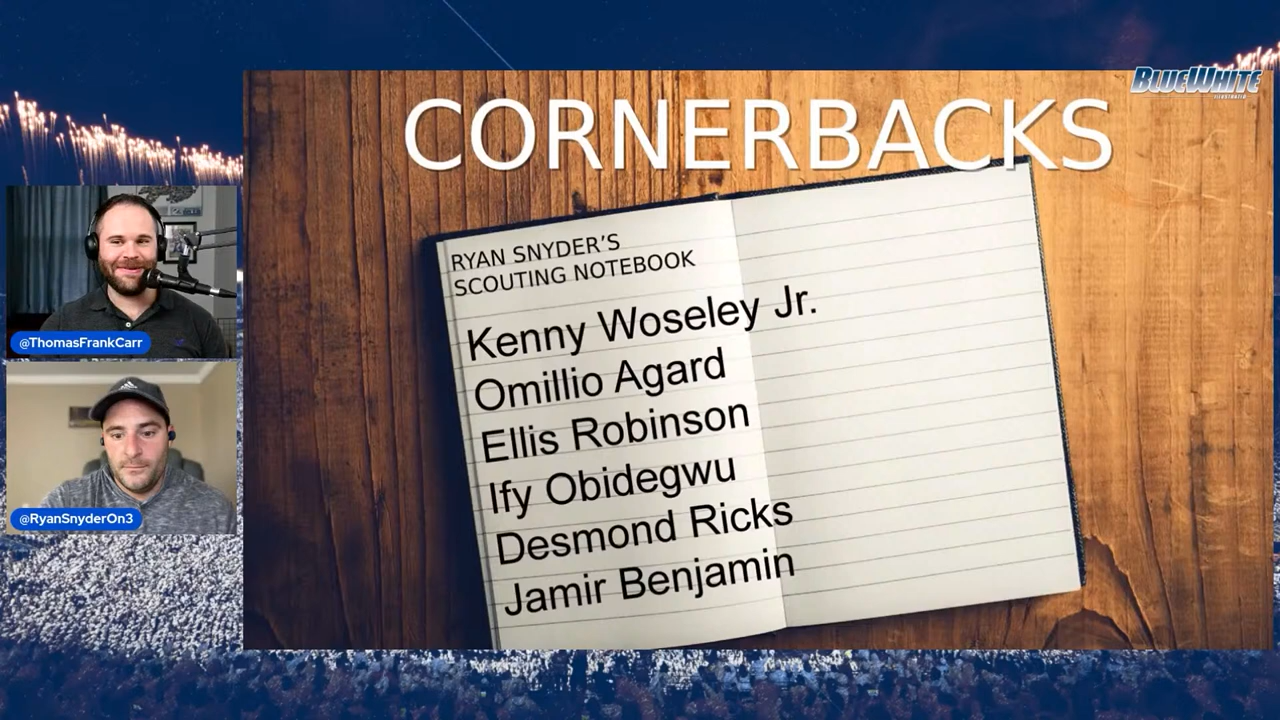 BLUEWHITE
ILLUSTRATED
CORNERBACKS
RYAN SNYDER'S
SCOUTING NOTEBOOK
Kenny Woseley Jr.
Omillio Agard
Ellis Robinson
Ify Obidegwu
Desmond Ricks
Jamir Benjamin
@ThomasFrankCarr
@RyanSnyderOn3